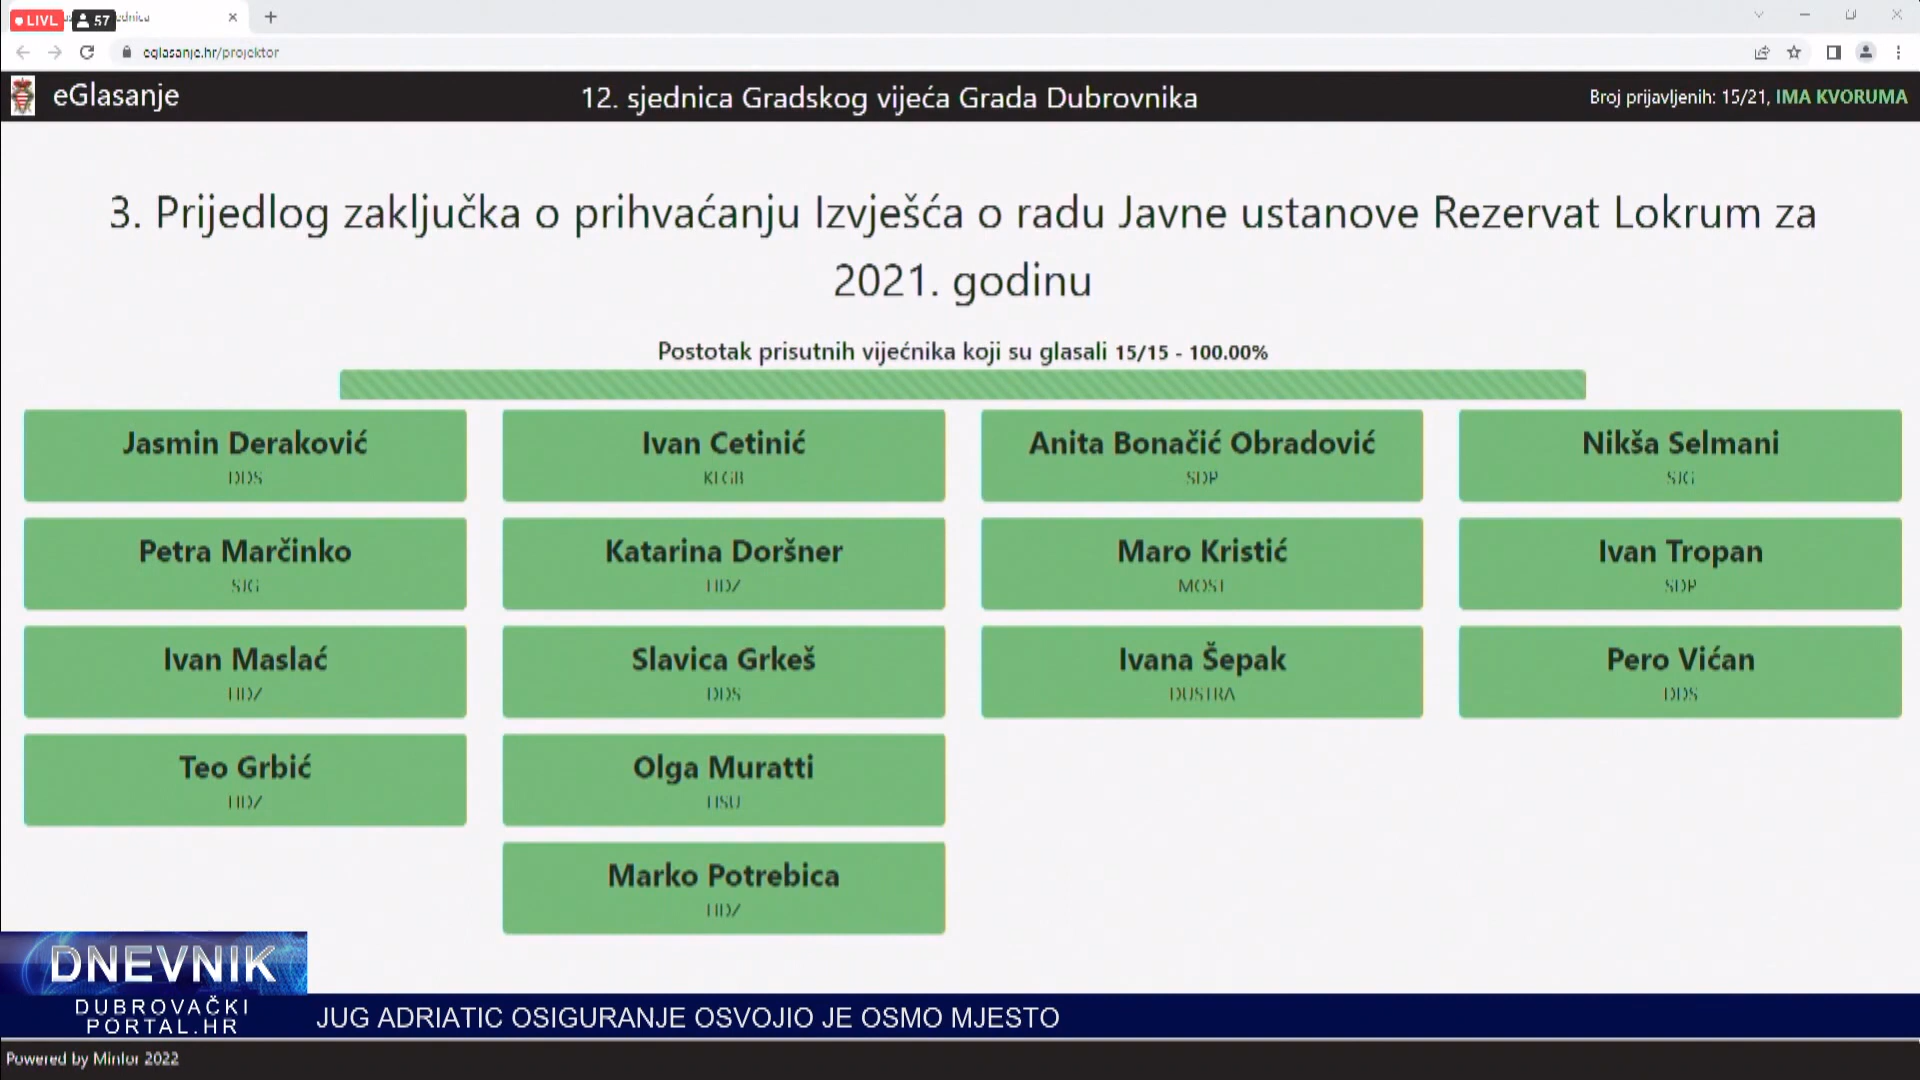 LIVE 57
eglasanje.hr/projektor
eGlasanje
12. sjednica Gradskog vijeća Grada Dubrovnika
Broj prijavljenih: 15/21, IMA KVORUMA
3. Prijedlog zaključka o prihvaćanju Izvješća o radu Javne ustanove Rezervat Lokrum za
2021. godinu
Postotak prisutnih vijećnika koji su glasali 15/15 - 100.00%
Jasmin Deraković
DDS
Ivan Cetinić
KLGB
Anita Bonačić Obradović
SDP
Nikša Selmani
SJG
Petra Marčinko
SJG
Katarina Doršner
HDZ
Maro Kristić
MOST
Ivan Tropan
SDP
Ivan Maslać
HDZ
Slavica Grkeš
DDS
Ivana Šepak
DUSTRA
Pero Vićan
DDS
Teo Grbić
HDZ
Olga Muratti
HSU
Marko Potrebica
HDZ
DNEVNIK
DUBROVAČKI
PORTAL.HR
JUG ADRIATIC OSIGURANJE OSVOJIO JE OSMO MJESTO
Powered by Minlor 2022